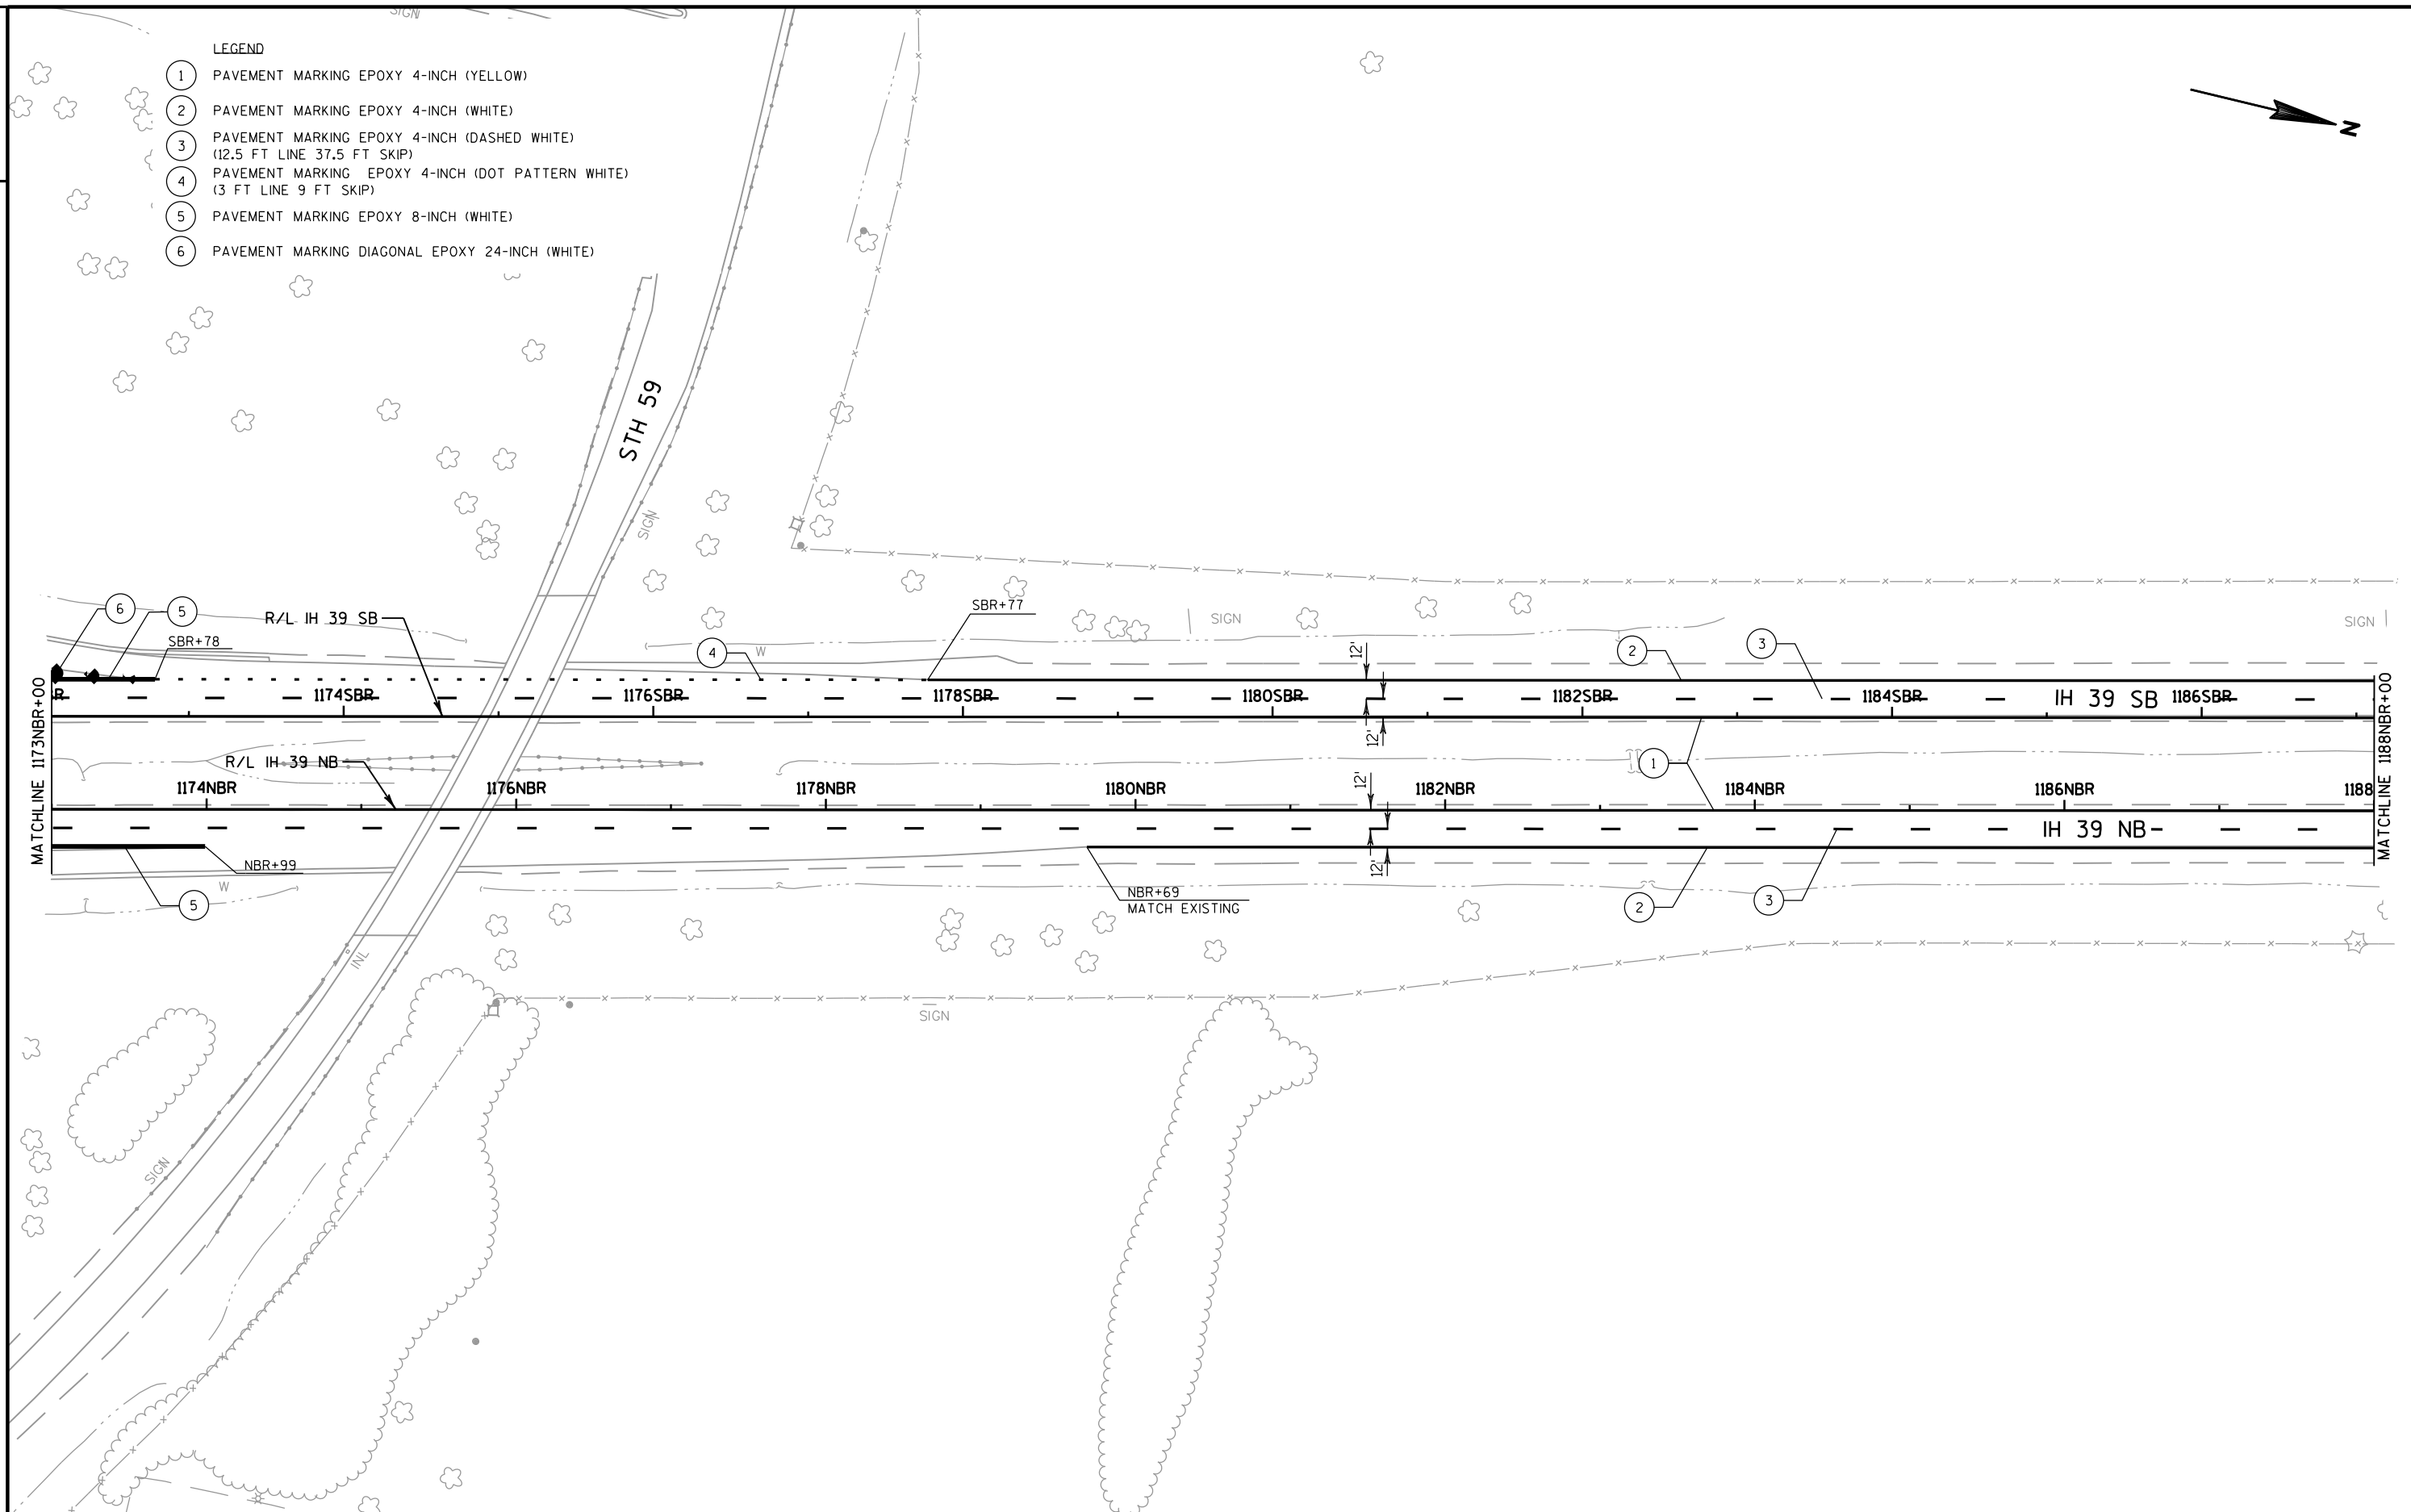 SIGN
LEGEND
1 PAVEMENT MARKING EPOXY 4-INCH (YELLOW)
2 PAVEMENT MARKING EPOXY 4-INCH (WHITE)
3 PAVEMENT MARKING EPOXY 4-INCH (DASHED WHITE)
(12.5 FT LINE 37.5 FT SKIP)
4 PAVEMENT MARKING EPOXY 4-INCH (DOT PATTERN WHITE)
(3 FT LINE 9 FT SKIP)
5 PAVEMENT MARKING EPOXY 8-INCH (WHITE)
6 PAVEMENT MARKING DIAGONAL EPOXY 24-INCH (WHITE)
N
STH 59
SIGN
6
5
R/L IH 39 SB
SBR+77
SIGN
SIGN
SBR+78
4
W
12'
2
3
MATCHLINE 1173NBR+00
R
1174SBR
1176SBR
1178SBR
1180SBR
1182SBR
1184SBR
IH 39 SB
1186SBR
MATCHLINE 1188NBR+00
12'
R/L IH 39 NB
1
1174NBR
1176NBR
1178NBR
1180NBR
12'
1182NBR
1184NBR
1186NBR
1188
IH 39 NB
NBR+99
12'
W
5
NBR+69
MATCH EXISTING
2
3
INL
SIGN
SIGN